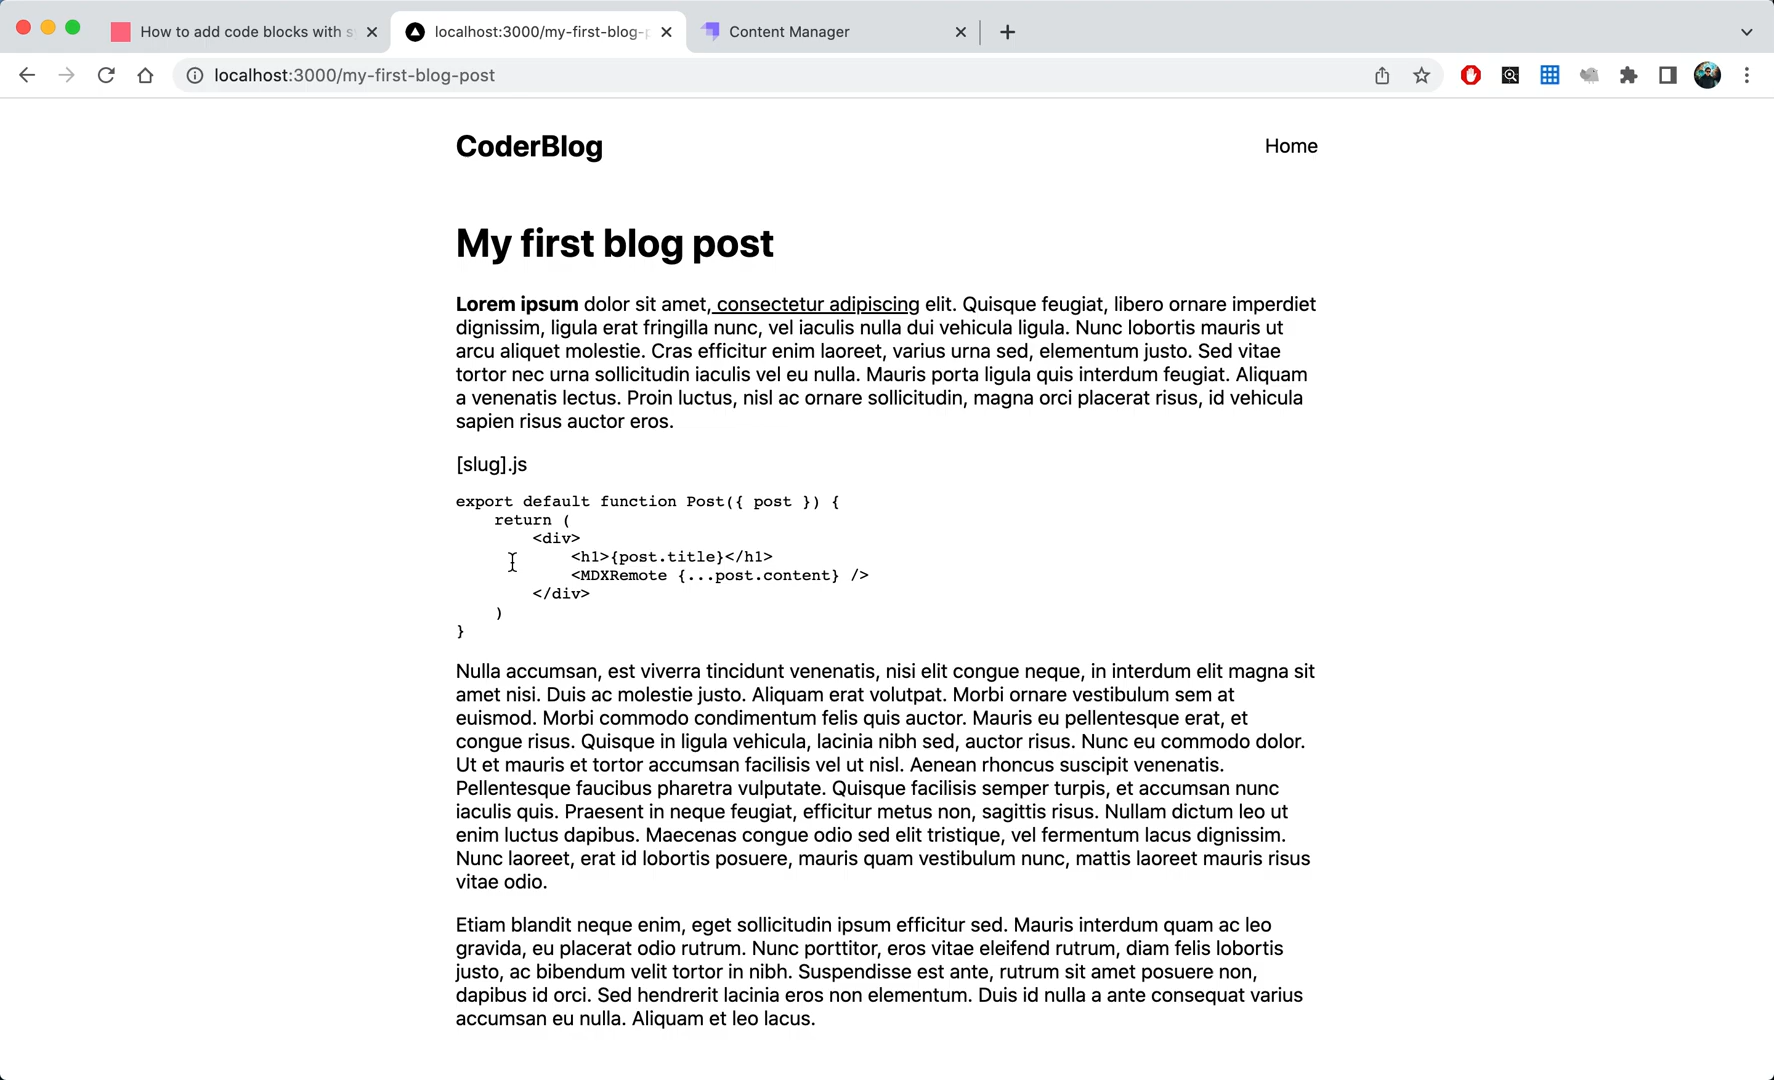 How to add code blocks with s
localhost:3000/my-first-blog-p
Content Manager
localhost:3000/my-first-blog-post
CoderBlog
Home
My first blog post
Lorem ipsum dolor sit amet, consectetur adipiscing elit. Quisque feugiat, libero ornare imperdiet
dignissim, ligula erat fringilla nunc, vel iaculis nulla dui vehicula ligula. Nunc lobortis mauris ut
arcu aliquet molestie. Cras efficitur enim laoreet, varius urna sed, elementum justo. Sed vitae
tortor nec urna sollicitudin iaculis vel eu nulla. Mauris porta ligula quis interdum feugiat. Aliquam
a venenatis lectus. Proin luctus, nisl ac ornare sollicitudin, magna orci placerat risus, id vehicula
sapien risus auctor eros.
[slug].js
export default function Post({ post }) {
    return (
        <div>
            <h1>{post.title}</h1>
            <MDXRemote {...post.content} />
        </div>
    )
}
Nulla accumsan, est viverra tincidunt venenatis, nisi elit congue neque, in interdum elit magna sit
amet nisi. Duis ac molestie justo. Aliquam erat volutpat. Morbi ornare vestibulum sem at
euismod. Morbi commodo condimentum felis quis auctor. Mauris eu pellentesque erat, et
congue risus. Quisque in ligula vehicula, lacinia nibh sed, auctor risus. Nunc eu commodo dolor.
Ut et mauris et tortor accumsan facilisis vel ut nisl. Aenean rhoncus suscipit venenatis.
Pellentesque faucibus pharetra vulputate. Quisque facilisis semper turpis, et accumsan nunc
iaculis quis. Praesent in neque feugiat, efficitur metus non, sagittis risus. Nullam dictum leo ut
enim luctus dapibus. Maecenas congue odio sed elit tristique, vel fermentum lacus dignissim.
Nunc laoreet, erat id lobortis posuere, mauris quam vestibulum nunc, mattis laoreet mauris risus
vitae odio.
Etiam blandit neque enim, eget sollicitudin ipsum efficitur sed. Mauris interdum quam ac leo
gravida, eu placerat odio rutrum. Nunc porttitor, eros vitae eleifend rutrum, diam felis lobortis
justo, ac bibendum velit tortor in nibh. Suspendisse est ante, rutrum sit amet posuere non,
dapibus id orci. Sed hendrerit lacinia eros non elementum. Duis id nulla a ante consequat varius
accumsan eu nulla. Aliquam et leo lacus.